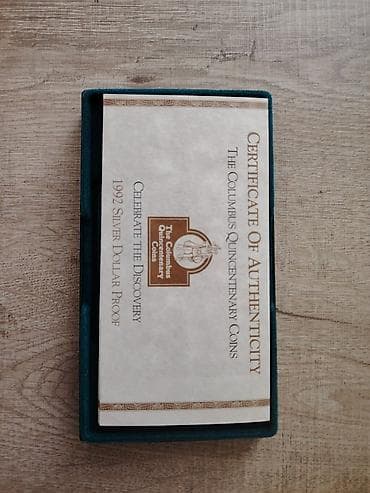 CERTIFICATE OF AUTHENTICITY
THE COLUMBUS QUINCENTENARY COINS
The Columbus
Quincentenary
Coins
CELEBRATE THE DISCOVERY
1992 SILVER DOLLAR PROOF